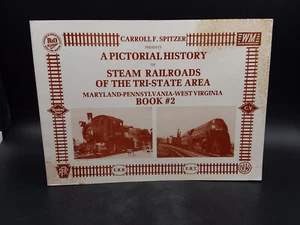 B&O
CARROLL F. SPITZER
WM
PRESENTS
A PICTORIAL HISTORY
OF
STEAM RAILROADS
OF THE TRI-STATE AREA
MARYLAND-PENNSYLVANIA-WEST VIRGINIA
BOOK #2